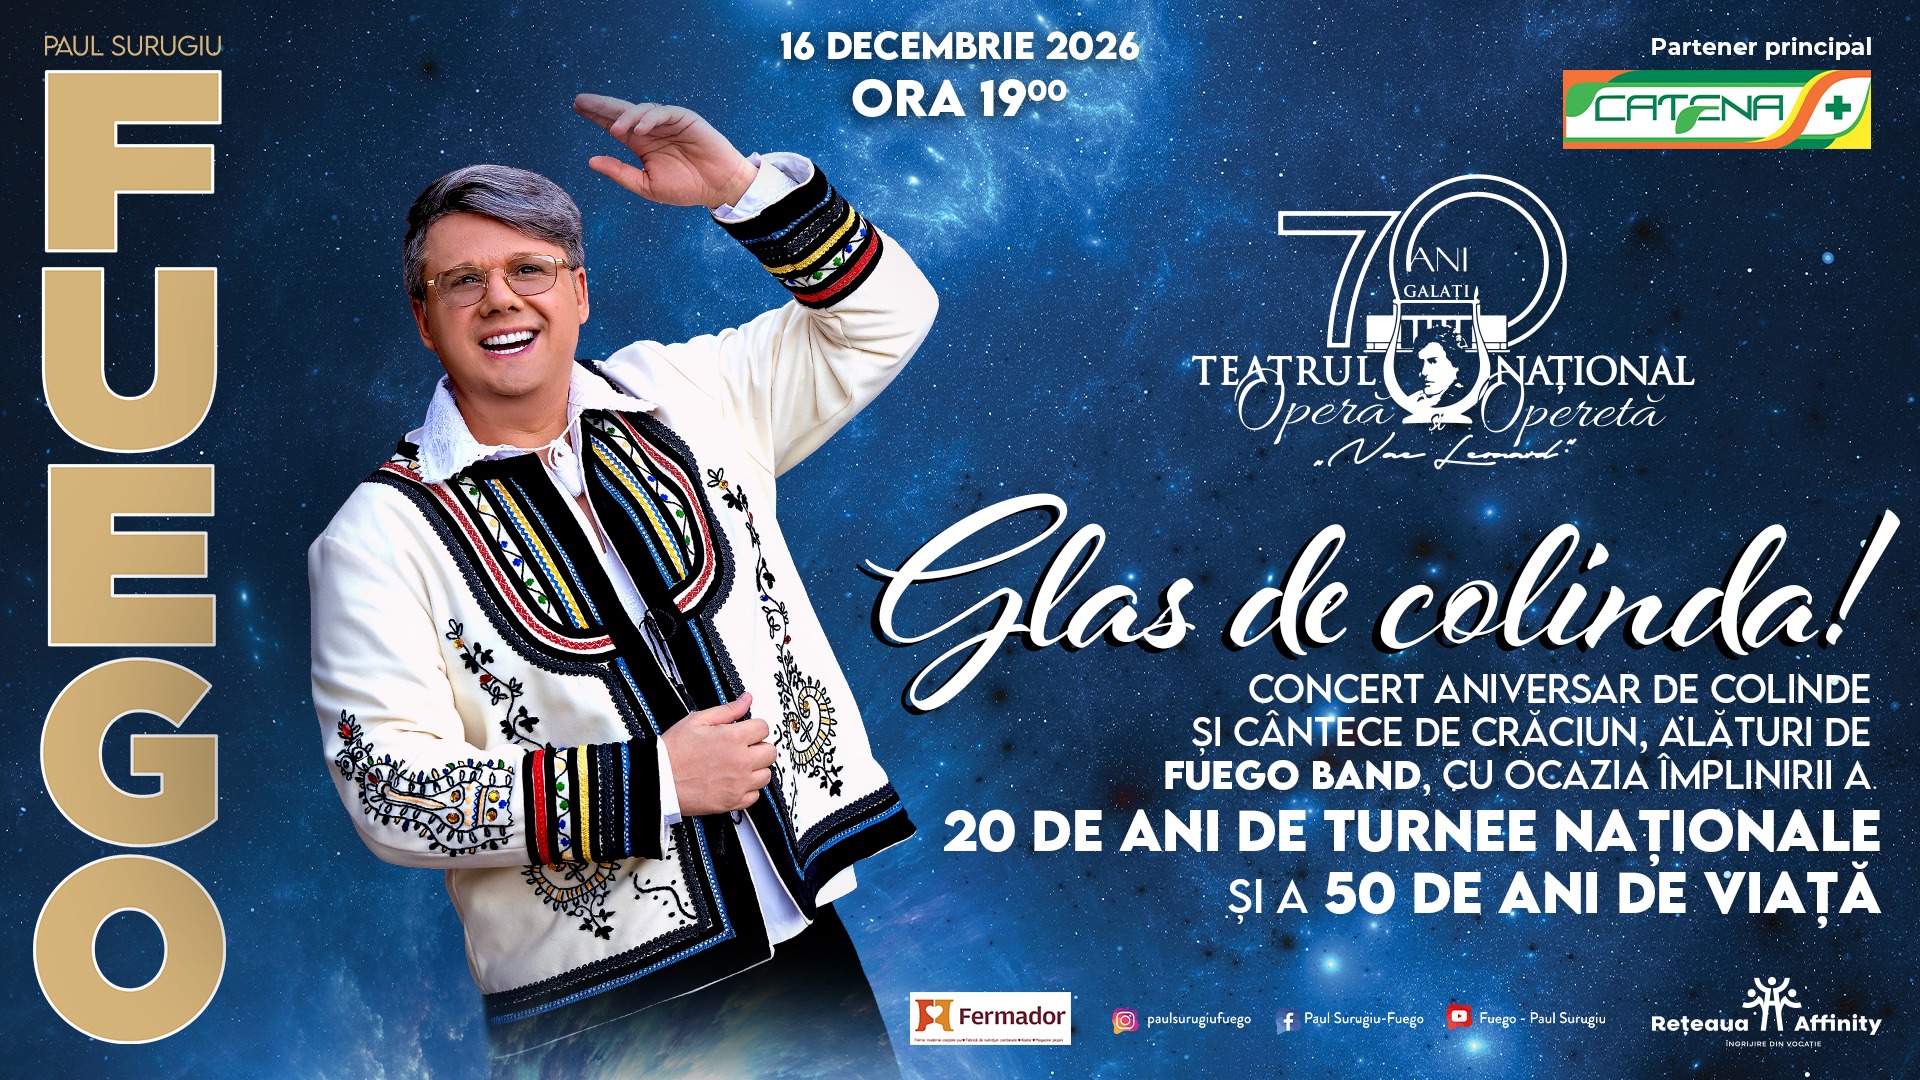 PAUL SURUGIU
FUEGO
16 DECEMBRIE 2026
ORA 19⁰⁰
Partener principal
CATENA
70
ANI
GALAȚI
TEATRUL NAȚIONAL
Operă și Operetă
„Nae Leonard”
Glas de colinda!
CONCERT ANIVERSAR DE COLINDE
ȘI CÂNTECE DE CRĂCIUN, ALĂTURI DE
FUEGO BAND, CU OCAZIA ÎMPLINIRII A
20 DE ANI DE TURNEE NAȚIONALE
ȘI A 50 DE ANI DE VIAȚĂ
Fermador
paulsurugiufuego
Paul Surugiu-Fuego
Fuego - Paul Surugiu
Rețeaua Affinity
ÎNGRIJIRE DIN VOCAȚIE